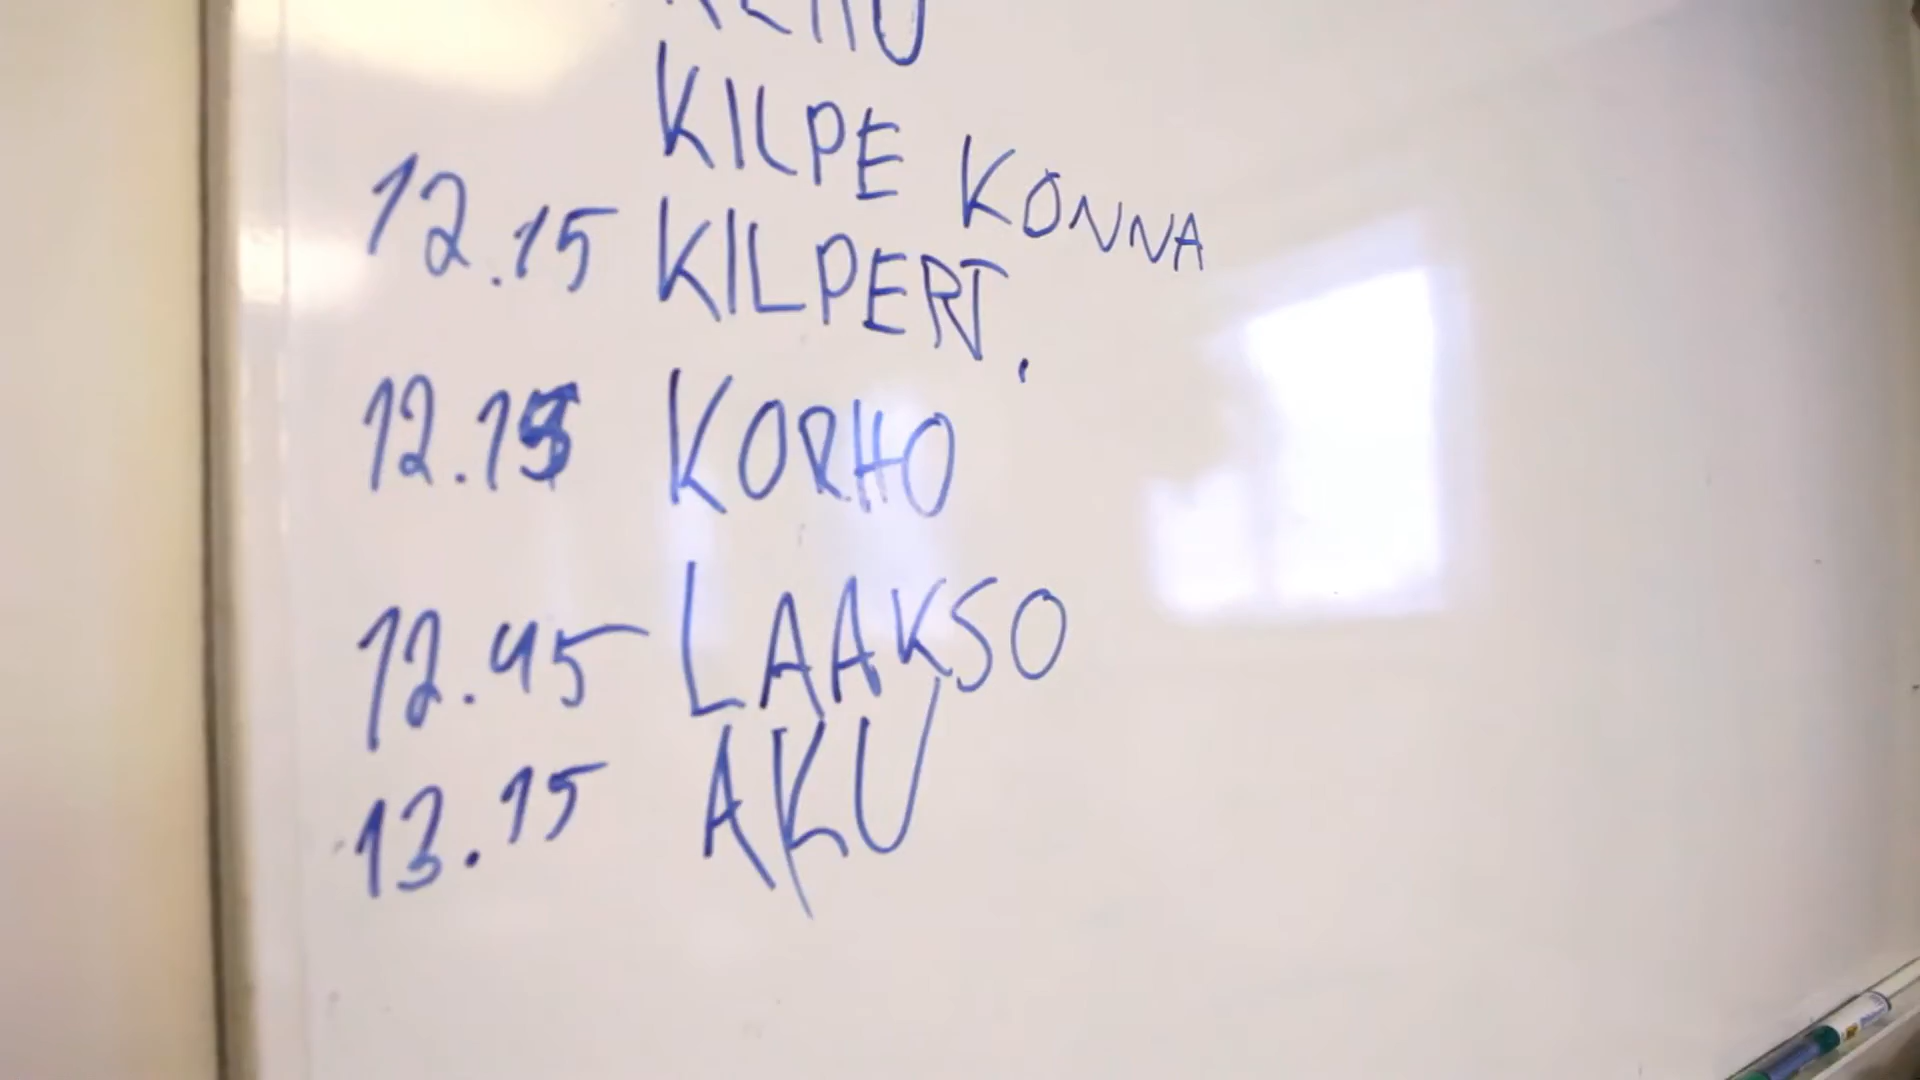 KILPE KONNA
12.15 KILPERT.
12.15 KORHO
12.45 LAAKSO
13.15 AKU